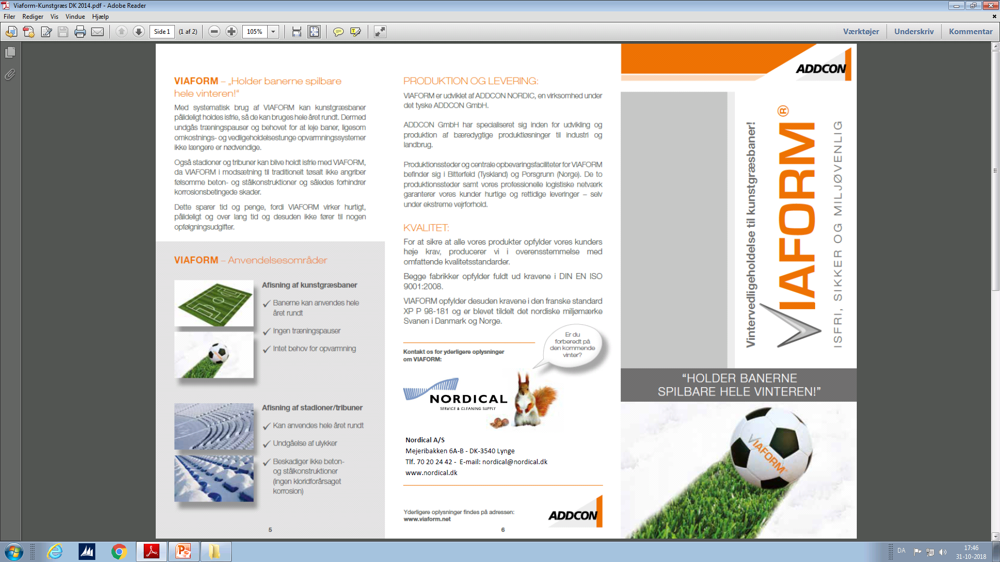 Viaform-Kunstgræs DK 2014.pdf - Adobe Reader
Filer Rediger Vis Vindue Hjælp
Side 1 (1 af 2) 105% Værktøjer Underskriv Kommentar
VIAFORM – „Holder banerne spilbare
hele vinteren!“
Med systematisk brug af VIAFORM kan kunstgræsbaner
pålideligt holdes isfrie, så de kan bruges hele året rundt. Dermed
undgås træningspauser og behovet for at leje baner, ligesom
omkostnings- og vedligeholdelsestunge opvarmningssystemer
ikke længere er nødvendige.
Også stadioner og tribuner kan blive holdt isfrie med VIAFORM,
da VIAFORM i modsætning til traditionelt tøsalt ikke angriber
følsomme beton- og stålkonstruktioner og således forhindrer
korrosionsbetingede skader.
Dette sparer tid og penge, fordi VIAFORM virker hurtigt,
pålideligt og over lang tid og desuden ikke fører til nogen
opfølgningsudgifter.
VIAFORM – Anvendelsesområder
Afisning af kunstgræsbaner
✓ Banerne kan anvendes hele
året rundt
✓ Ingen træningspauser
✓ Intet behov for opvarmning
Afisning af stadioner/tribuner
✓ Kan anvendes hele året rundt
✓ Undgåelse af ulykker
✓ Beskadiger ikke beton-
og stålkonstruktioner
(ingen kloridforårsaget
korrosion)
5
PRODUKTION OG LEVERING:
VIAFORM er udviklet af ADDCON NORDIC, en virksomhed under
det tyske ADDCON GmbH.
ADDCON GmbH har specialiseret sig inden for udvikling og
produktion af bæredygtige produktløsninger til industri og
landbrug.
Produktionssteder og centrale opbevaringsfaciliteter for VIAFORM
befinder sig i Bitterfeld (Tyskland) og Porsgrunn (Norge). De to
produktionssteder samt vores professionelle logistiske netværk
garanterer vores kunder hurtige og rettidige leveringer – selv
under ekstreme vejrforhold.
KVALITET:
For at sikre at alle vores produkter opfylder vores kunders
høje krav, producerer vi i overensstemmelse med
omfattende kvalitetsstandarder.
Begge fabrikker opfylder fuldt ud kravene i DIN EN ISO
9001:2008.
VIAFORM opfylder desuden kravene i den franske standard
XP P 98-181 og er blevet tildelt det nordiske miljømærke
Svanen i Danmark og Norge.
Er du
forberedt på
den kommende
vinter?
Kontakt os for yderligere oplysninger
om VIAFORM:
NORDICAL
SERVICE & CLEANING SUPPLY
Nordical A/S
Mejeribakken 6A-B - DK-3540 Lynge
Tlf. 70 20 24 42 - E-mail: nordical@nordical.dk
www.nordical.dk
Yderligere oplysninger findes på adressen:
www.viaform.net
ADDCON
6
ADDCON
Vintervedligeholdelse til kunstgræsbaner!
VIAFORM®
ISFRI, SIKKER OG MILJØVENLIG
“HOLDER BANERNE
SPILBARE HELE VINTEREN!”
VIAFORM
DA
17:46
31-10-2018